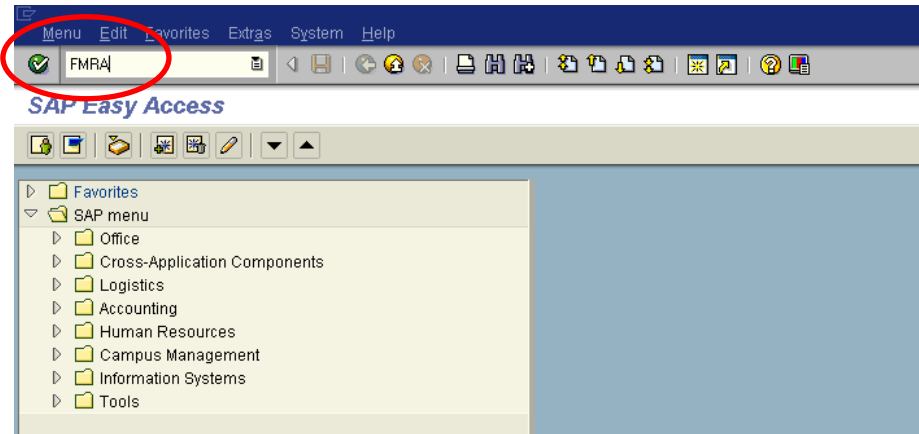 Menu Edit Favorites Extras System Help
FMRA
SAP Easy Access
Favorites
SAP menu
Office
Cross-Application Components
Logistics
Accounting
Human Resources
Campus Management
Information Systems
Tools